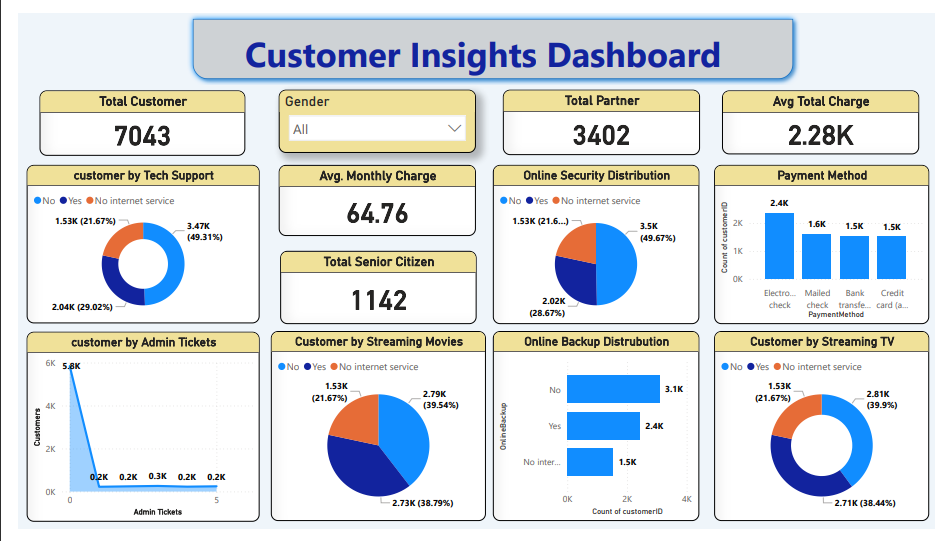 Customer Insights Dashboard
Total Customer
7043
Gender
All
Total Partner
3402
Avg Total Charge
2.28K
customer by Tech Support
No Yes No internet service
1.53K (21.67%)
3.47K
(49.31%)
2.04K (29.02%)
Avg. Monthly Charge
64.76
Total Senior Citizen
1142
Online Security Distribution
No Yes No internet service
1.53K (21.6...)
3.5K
(49.67%)
2.02K
(28.67%)
Payment Method
Count of customerID
2K
1K
0K
2.4K
1.6K
1.5K
1.5K
Electro...
check
Mailed
check
Bank
transfe...
Credit
card (a...
PaymentMethod
customer by Admin Tickets
Customers
6K
4K
2K
0K
5.8K
0.2K
0.2K
0.3K
0.2K
0.2K
0
5
Admin Tickets
Customer by Streaming Movies
No Yes No internet service
1.53K
(21.67%)
2.79K
(39.54%)
2.73K (38.79%)
Online Backup Distrubution
OnlineBackup
No
3.1K
Yes
2.4K
No inter...
1.5K
0K
2K
4K
Count of customerID
Customer by Streaming TV
No Yes No internet service
1.53K
(21.67%)
2.81K
(39.9%)
2.71K (38.44%)